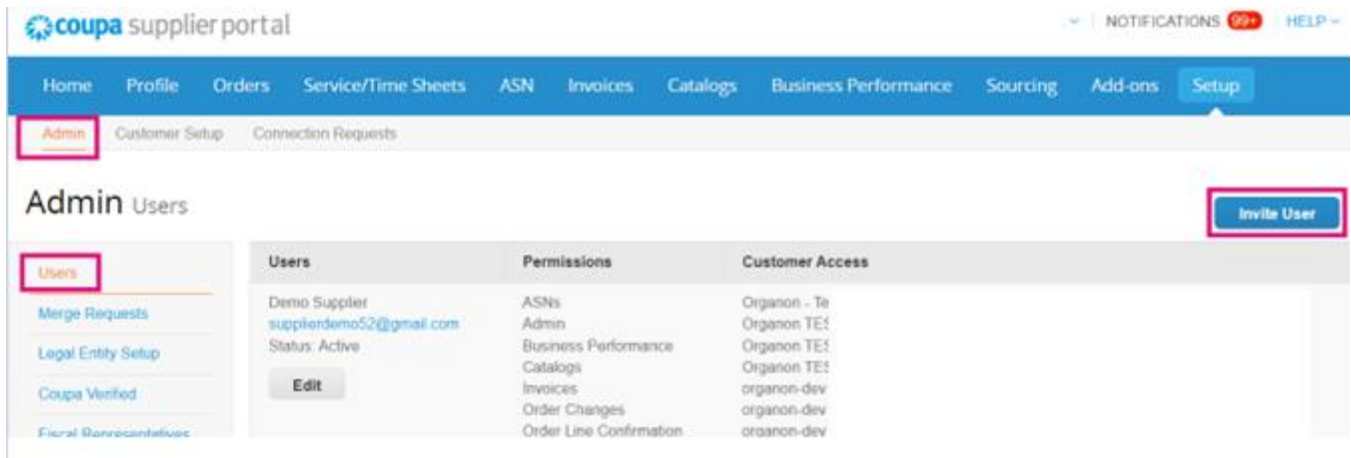 coupa supplier portal
NOTIFICATIONS 99+ HELP
Home Profile Orders Service/Time Sheets ASN Invoices Catalogs Business Performance Sourcing Add-ons Setup
Admin Customer Setup Connection Requests
Admin Users
Invite User
Users
Merge Requests
Legal Entity Setup
Coupa Verified
Fiscal Representatives
Users Permissions Customer Access
Demo Supplier ASNs Organon - Te
supplierdemo52@gmail.com Admin Organon TES
Status: Active Business Performance Organon TES
Catalogs Organon TES
Edit Invoices organon-dev
Order Changes organon-dev
Order Line Confirmation organon-dev